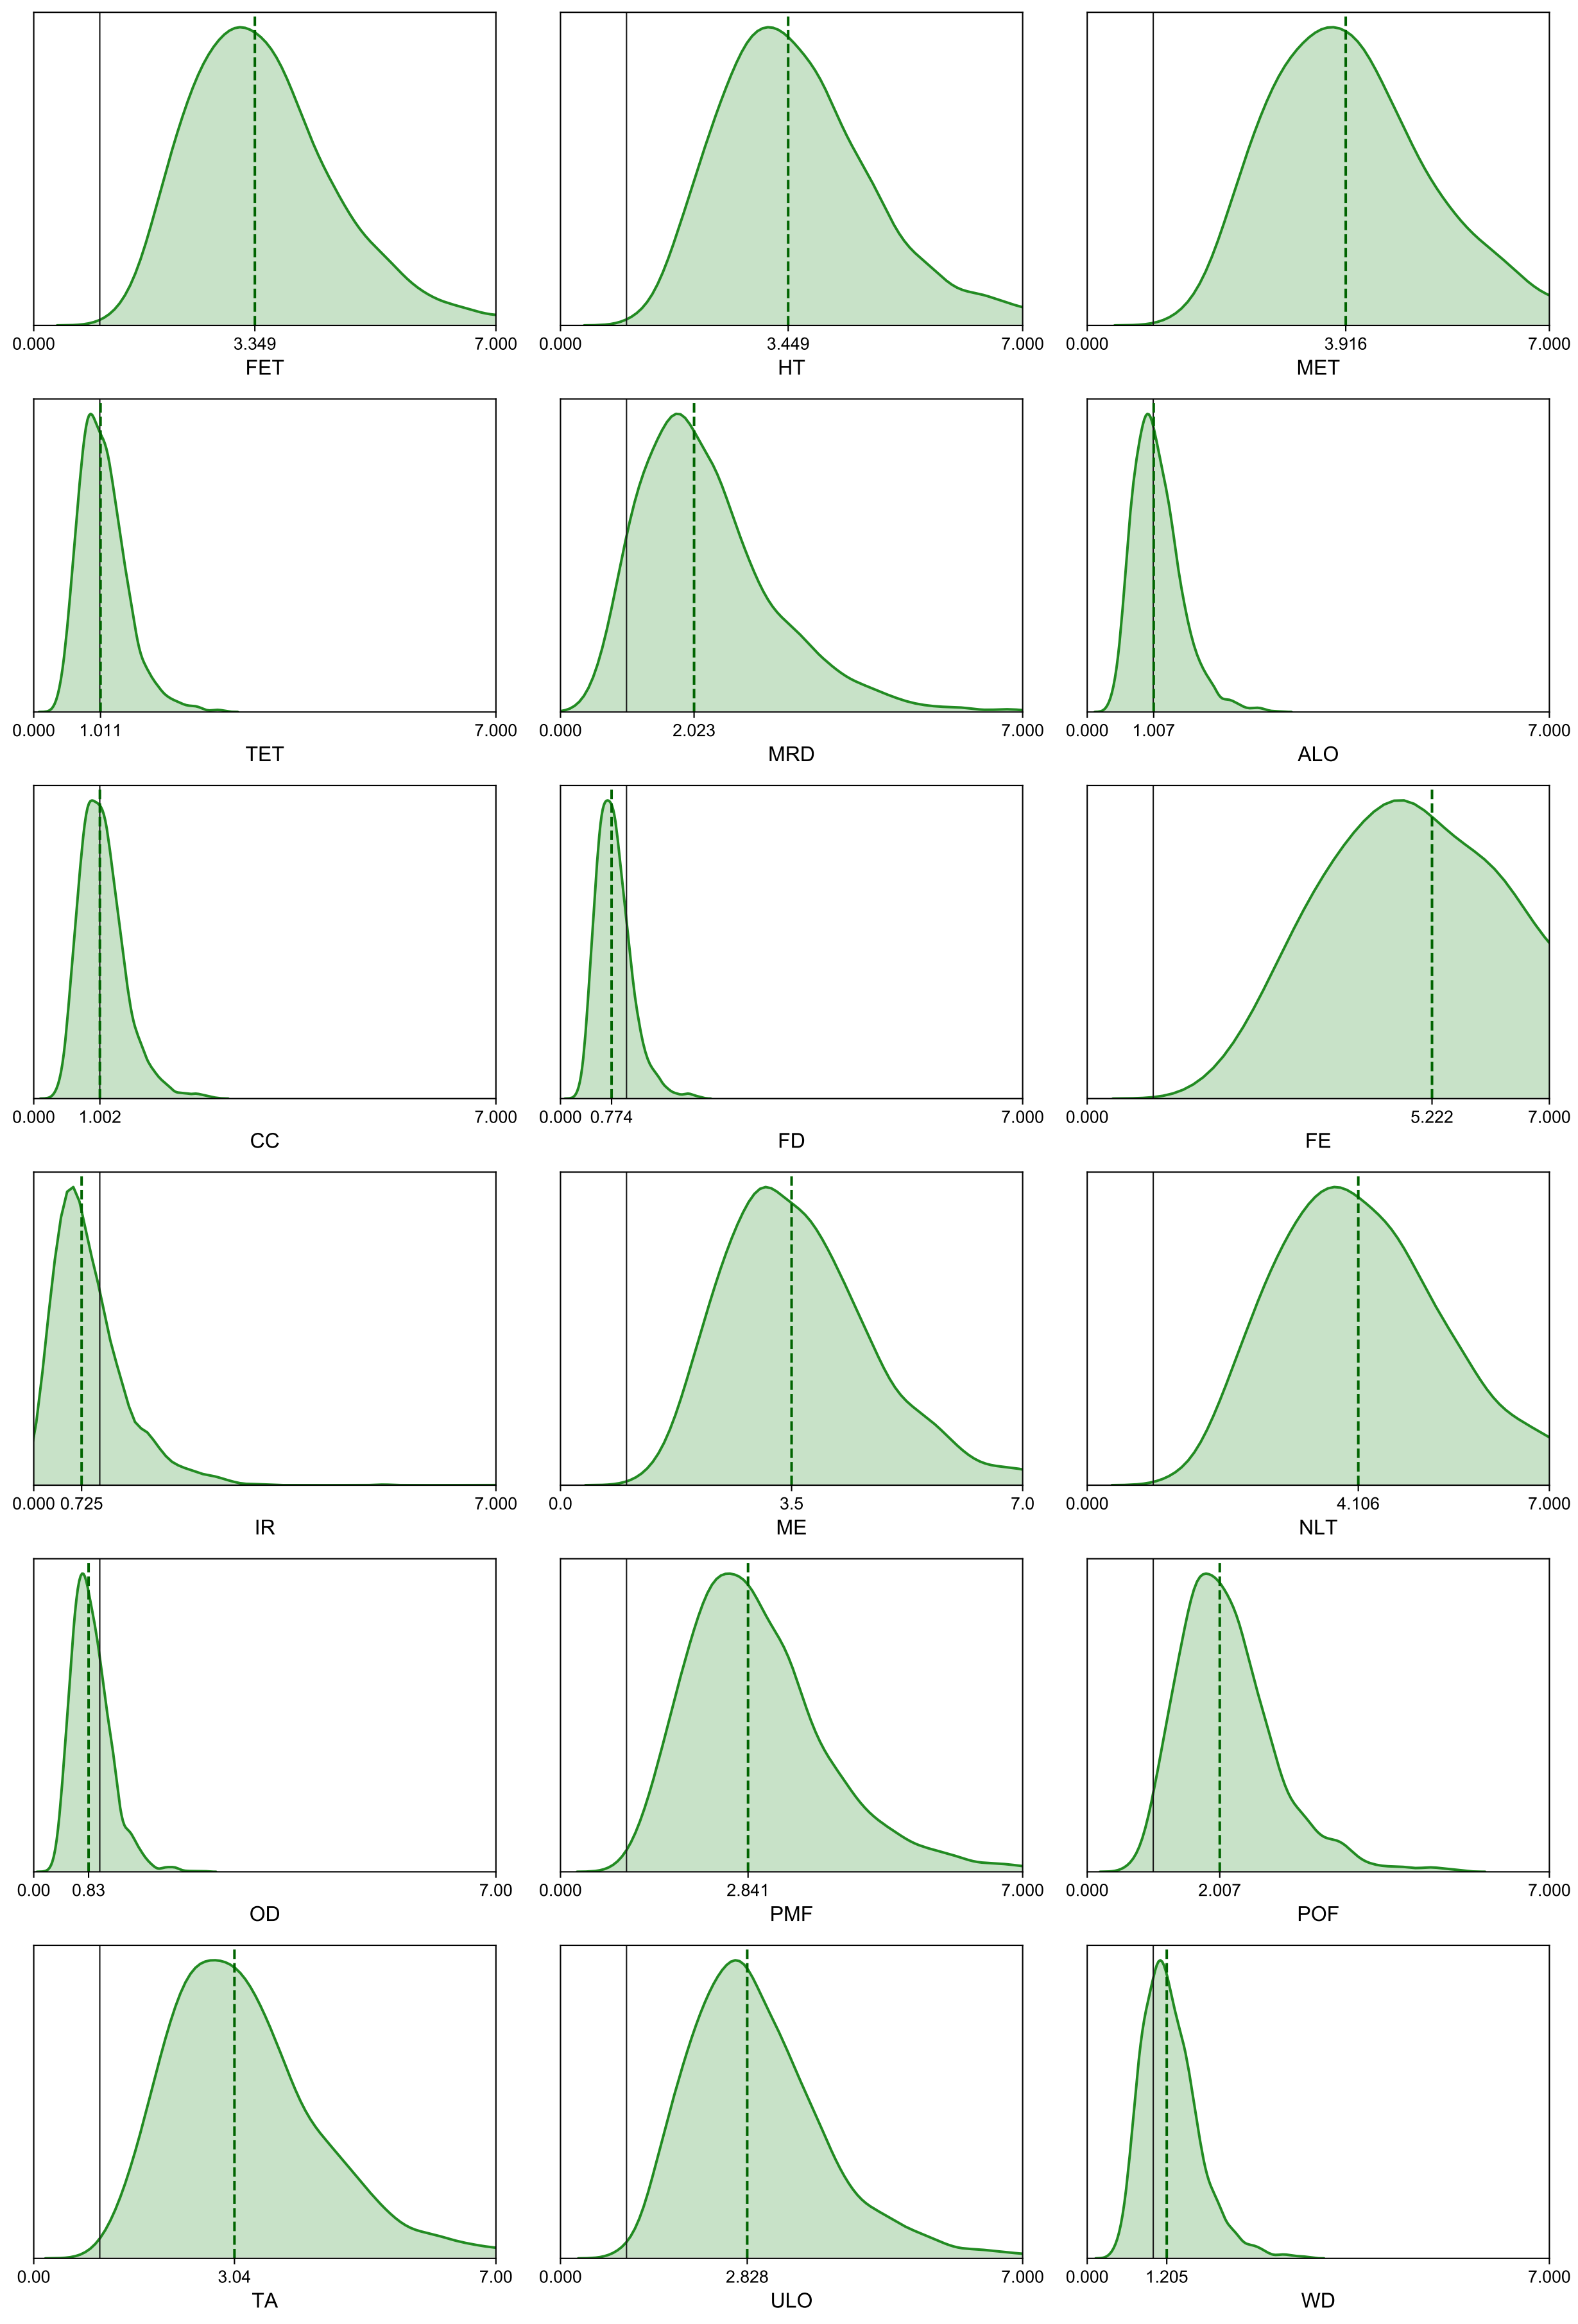 0.000 3.349 7.000 0.000 3.449 7.000 0.000 3.916 7.000
FET HT MET
0.000 1.011 7.000 0.000 2.023 7.000 0.000 1.007 7.000
TET MRD ALO
0.000 1.002 7.000 0.000 0.774 7.000 0.000 5.222 7.000
CC FD FE
0.000 0.725 7.000 0.0 3.5 7.0 0.000 4.106 7.000
IR ME NLT
0.00 0.83 7.00 0.000 2.841 7.000 0.000 2.007 7.000
OD PMF POF
0.00 3.04 7.00 0.000 2.828 7.000 0.000 1.205 7.000
TA ULO WD